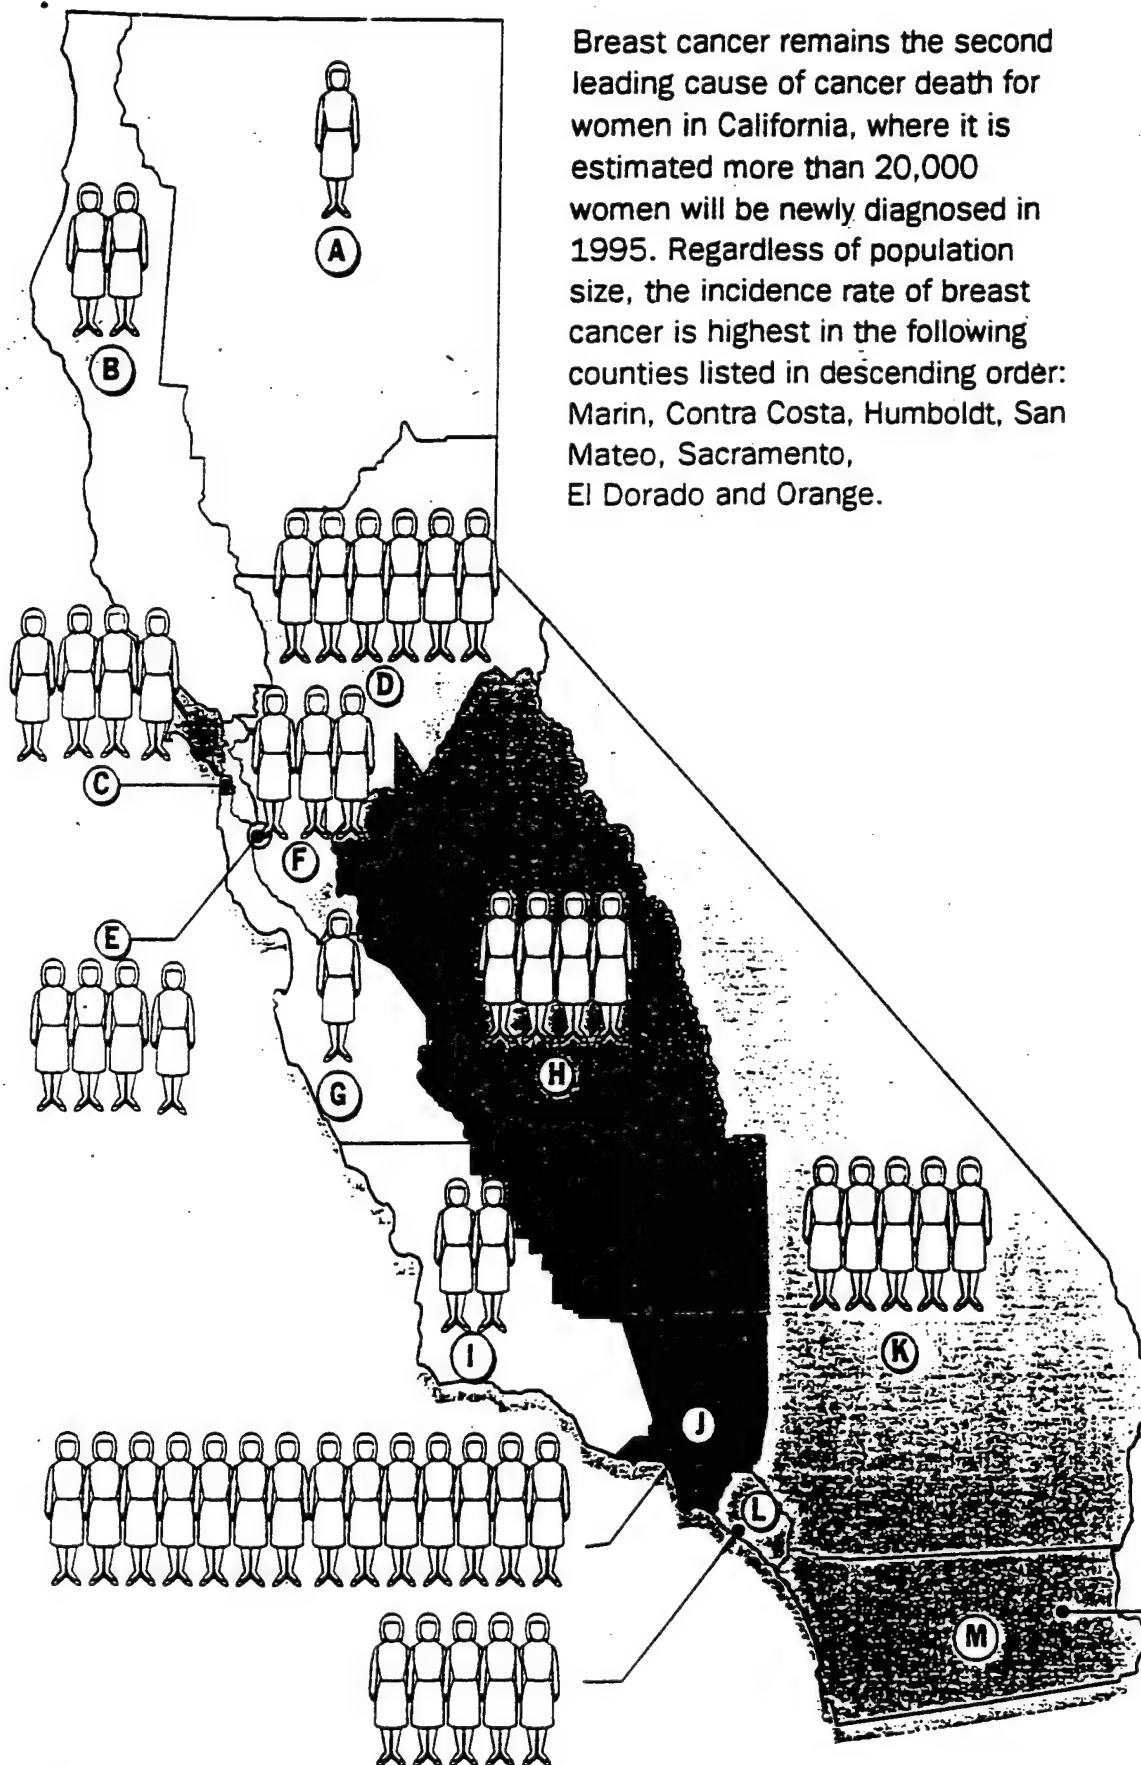 Breast cancer remains the second
leading cause of cancer death for
women in California, where it is
estimated more than 20,000
women will be newly diagnosed in
1995. Regardless of population
size, the incidence rate of breast
cancer is highest in the following
counties listed in descending order:
Marin, Contra Costa, Humboldt, San
Mateo, Sacramento,
El Dorado and Orange.
A
B
D
C
F
E
H
G
K
I
J
L
M